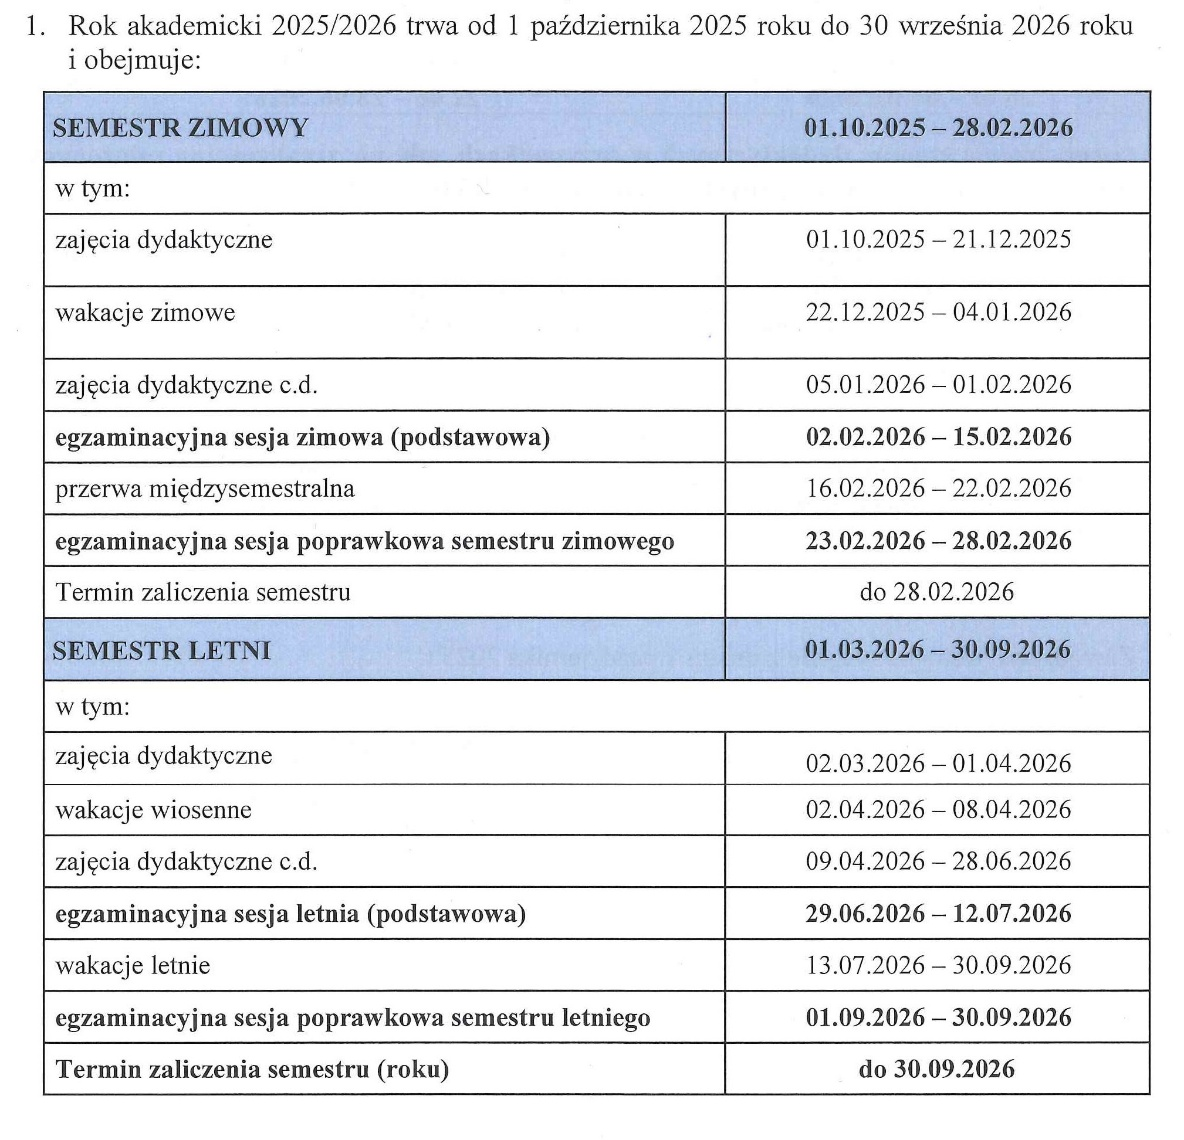 1. Rok akademicki 2025/2026 trwa od 1 października 2025 roku do 30 września 2026 roku
i obejmuje:
SEMESTR ZIMOWY 01.10.2025 – 28.02.2026
w tym:
zajęcia dydaktyczne 01.10.2025 – 21.12.2025
wakacje zimowe 22.12.2025 – 04.01.2026
zajęcia dydaktyczne c.d. 05.01.2026 – 01.02.2026
egzaminacyjna sesja zimowa (podstawowa) 02.02.2026 – 15.02.2026
przerwa międzysemestralna 16.02.2026 – 22.02.2026
egzaminacyjna sesja poprawkowa semestru zimowego 23.02.2026 – 28.02.2026
Termin zaliczenia semestru do 28.02.2026
SEMESTR LETNI 01.03.2026 – 30.09.2026
w tym:
zajęcia dydaktyczne 02.03.2026 – 01.04.2026
wakacje wiosenne 02.04.2026 – 08.04.2026
zajęcia dydaktyczne c.d. 09.04.2026 – 28.06.2026
egzaminacyjna sesja letnia (podstawowa) 29.06.2026 – 12.07.2026
wakacje letnie 13.07.2026 – 30.09.2026
egzaminacyjna sesja poprawkowa semestru letniego 01.09.2026 – 30.09.2026
Termin zaliczenia semestru (roku) do 30.09.2026